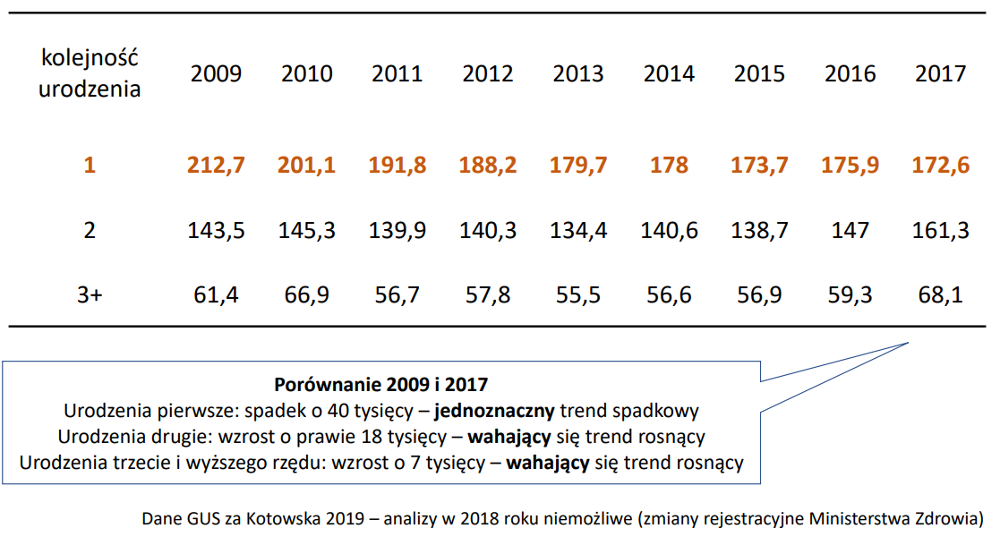 kolejność urodzenia 2009 2010 2011 2012 2013 2014 2015 2016 2017
1 212,7 201,1 191,8 188,2 179,7 178 173,7 175,9 172,6
2 143,5 145,3 139,9 140,3 134,4 140,6 138,7 147 161,3
3+ 61,4 66,9 56,7 57,8 55,5 56,6 56,9 59,3 68,1
Porównanie 2009 i 2017
Urodzenia pierwsze: spadek o 40 tysięcy – jednoznaczny trend spadkowy
Urodzenia drugie: wzrost o prawie 18 tysięcy – wahający się trend rosnący
Urodzenia trzecie i wyższego rzędu: wzrost o 7 tysięcy – wahający się trend rosnący
Dane GUS za Kotowska 2019 – analizy w 2018 roku niemożliwe (zmiany rejestracyjne Ministerstwa Zdrowia)